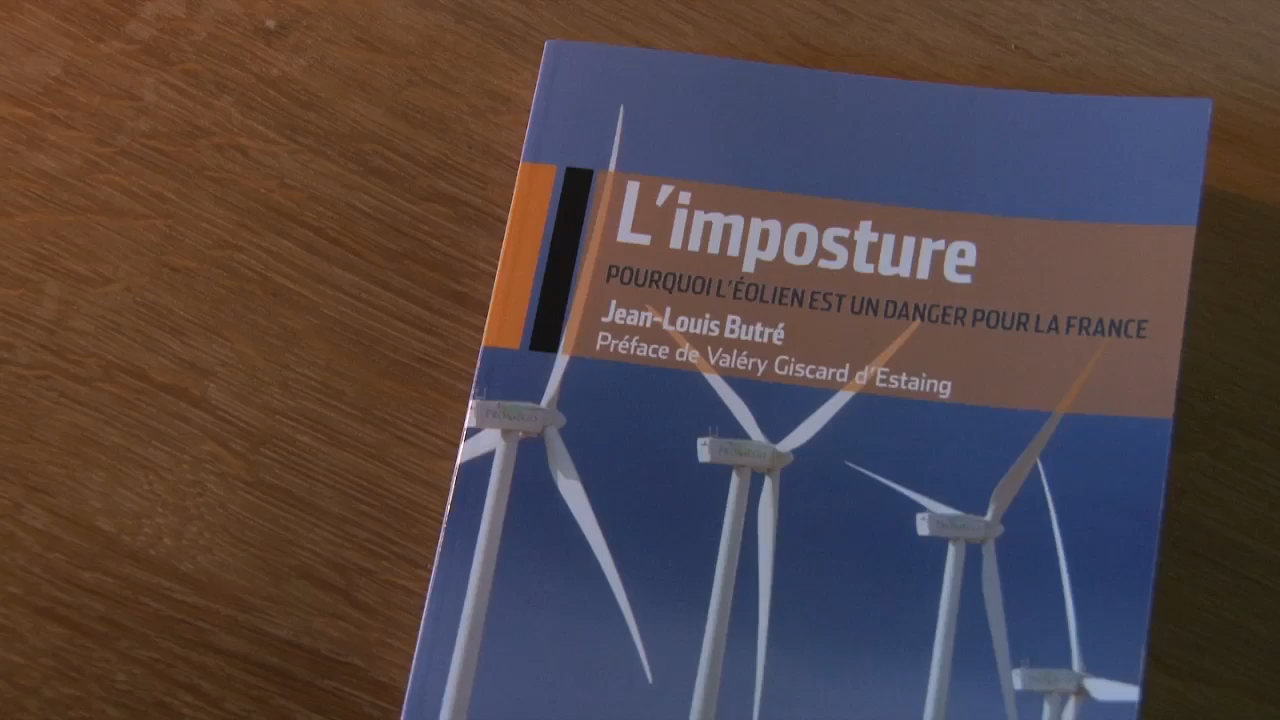 L'imposture
POURQUOI L'ÉOLIEN EST UN DANGER POUR LA FRANCE
Jean-Louis Butré
Préface de Valéry Giscard d'Estaing